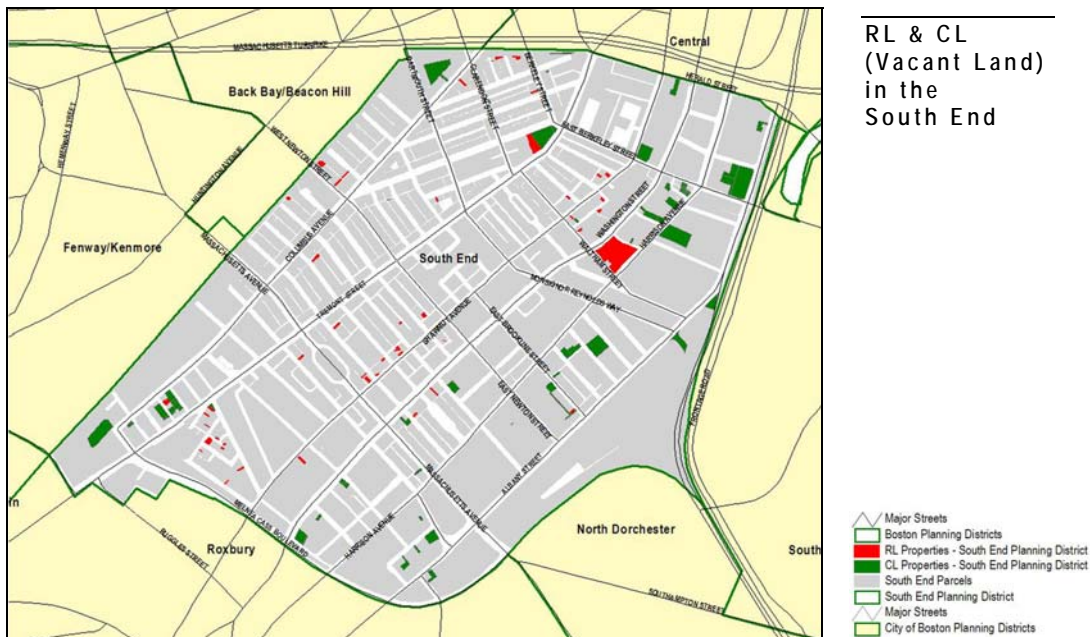 RL & CL
(Vacant Land)
in the
South End
MASSACHUSETTS TURNPIKE
Central
Back Bay/Beacon Hill
DARTMOUTH STREET
CLARENDON STREET
BERKELEY STREET
HERALD STREET
HEMENWAY STREET
HUNTINGTON AVENUE
WEST NEWTON STREET
EAST BERKELEY STREET
COLUMBUS AVENUE
WASHINGTON STREET
HARRISON AVENUE
MASSACHUSETTS AVENUE
Fenway/Kenmore
South End
WALTHAM STREET
TREMONT STREET
MONSIGNOR REYNOLDS WAY
SHAWMUT AVENUE
EAST BROOKLINE STREET
FRONTAGE ROAD
EAST NEWTON STREET
ALBANY STREET
MASSACHUSETTS AVENUE
MELNEA CASS BOULEVARD
HARRISON AVENUE
RUGGLES STREET
Roxbury
North Dorchester
South
SOUTHAMPTON STREET
Major Streets
Boston Planning Districts
RL Properties - South End Planning District
CL Properties - South End Planning District
South End Parcels
South End Planning District
Major Streets
City of Boston Planning Districts